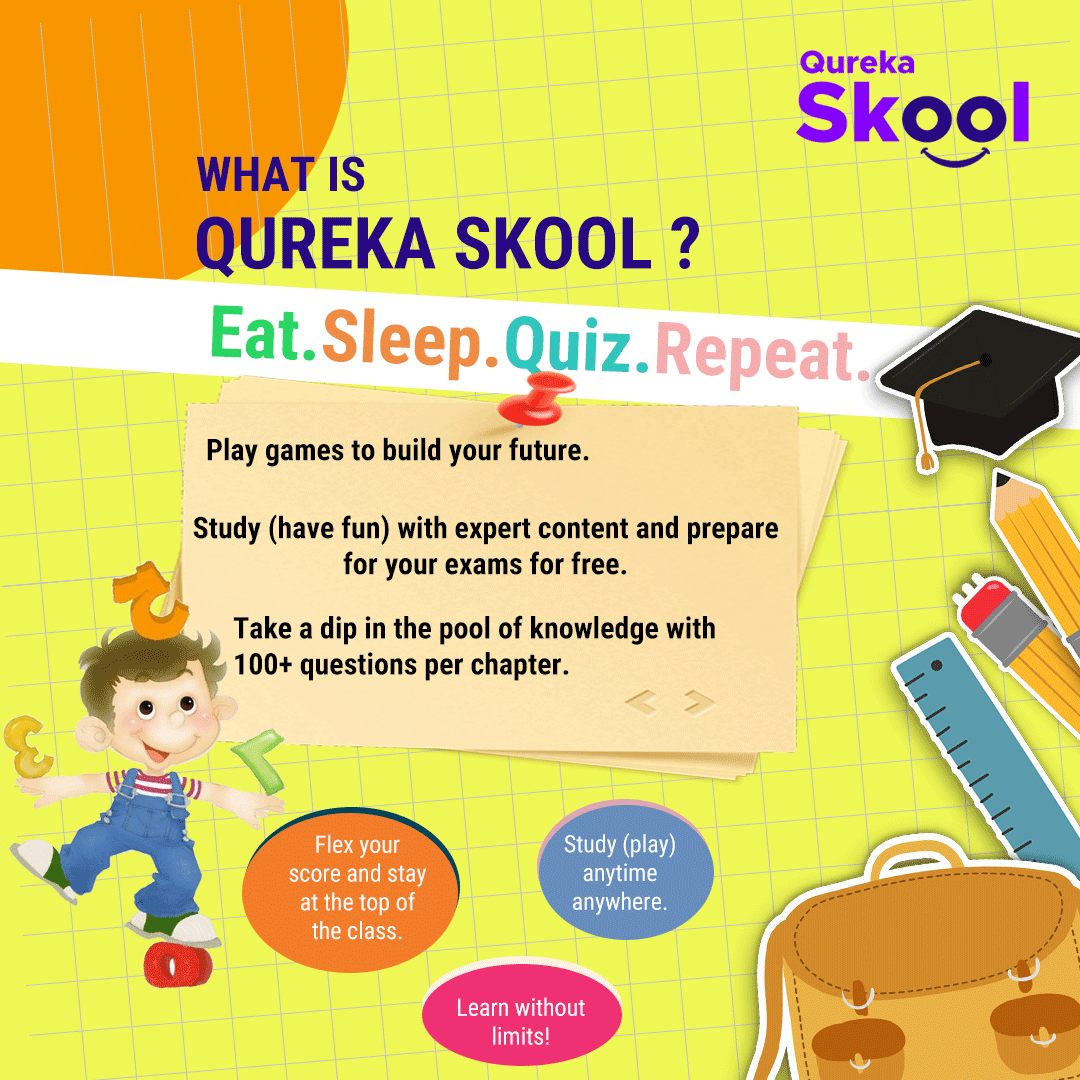 Qureka
Skool
WHAT IS
QUREKA SKOOL ?
Eat.Sleep.Quiz.Repeat.
Play games to build your future.
Study (have fun) with expert content and prepare
for your exams for free.
Take a dip in the pool of knowledge with
100+ questions per chapter.
Flex your
score and stay
at the top of
the class.
Study (play)
anytime
anywhere.
Learn without
limits!